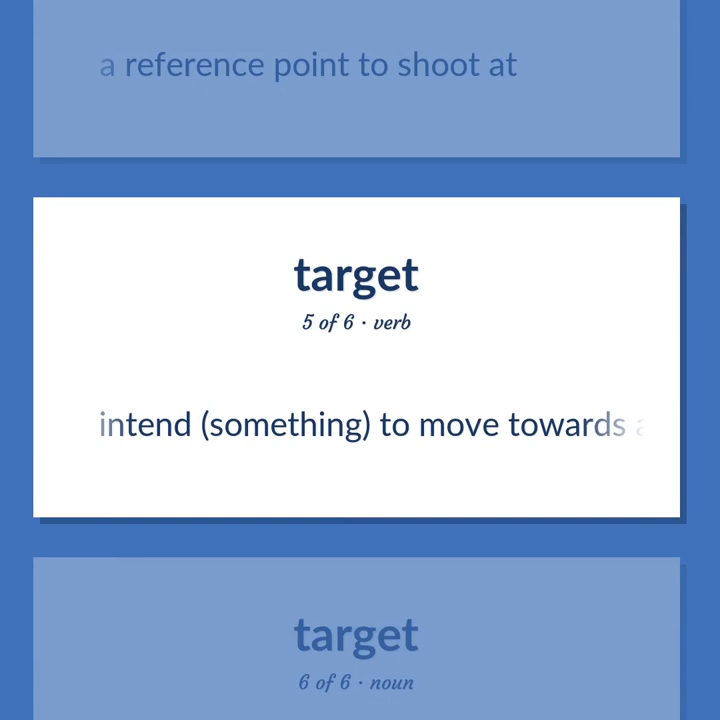 a reference point to shoot at
target
5 of 6 · verb
intend (something) to move towards a
target
6 of 6 · noun